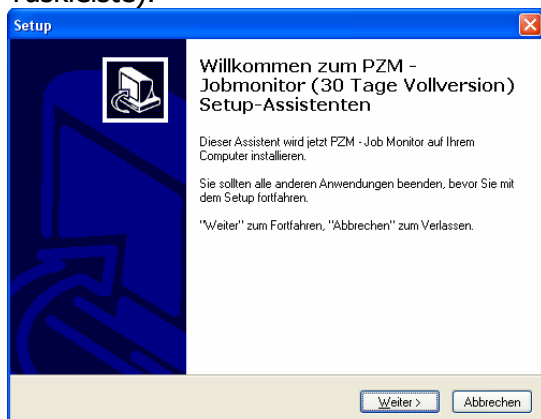 Taskleiste).
Setup
Willkommen zum PZM -
Jobmonitor (30 Tage Vollversion)
Setup-Assistenten
Dieser Assistent wird jetzt PZM - Job Monitor auf Ihrem
Computer installieren.
Sie sollten alle anderen Anwendungen beenden, bevor Sie mit
dem Setup fortfahren.
"Weiter" zum Fortfahren, "Abbrechen" zum Verlassen.
Weiter > Abbrechen